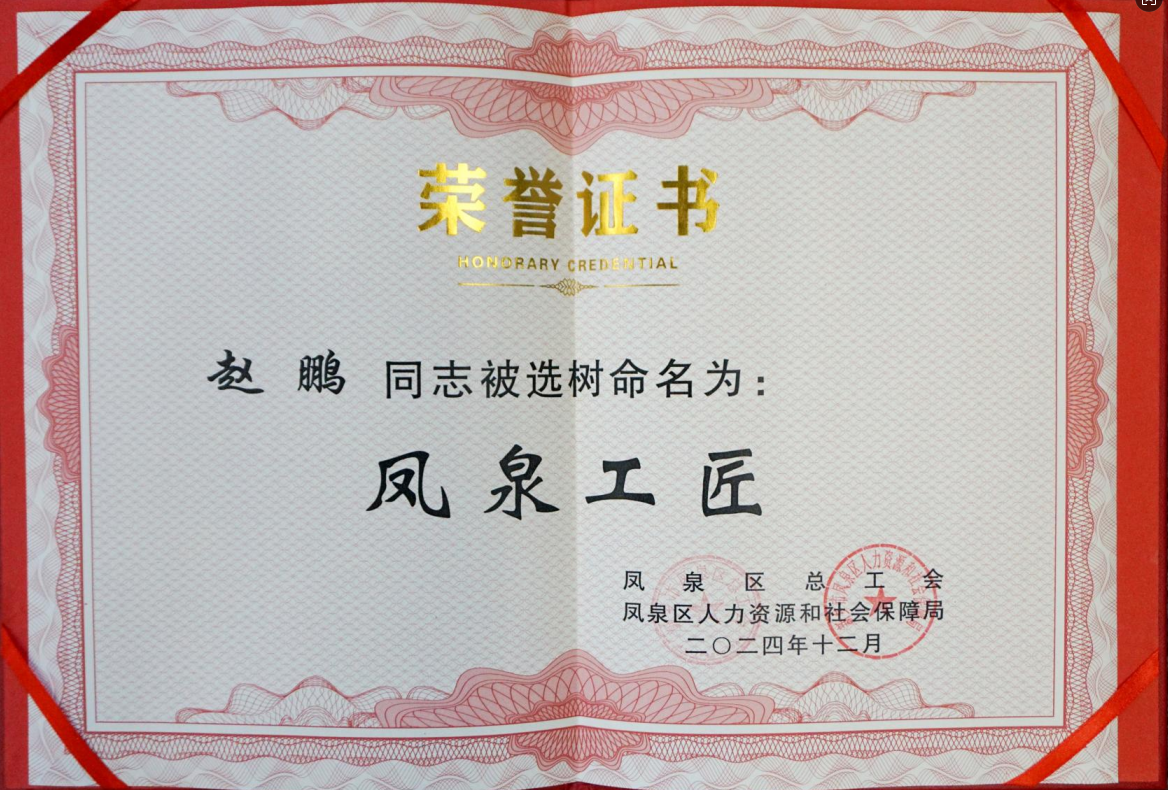 荣誉证书
HONORARY CREDENTIAL
赵鹏 同志被选树命名为:
凤泉工匠
凤泉区总工会
凤泉区人力资源和社会保障局
二〇二四年十二月